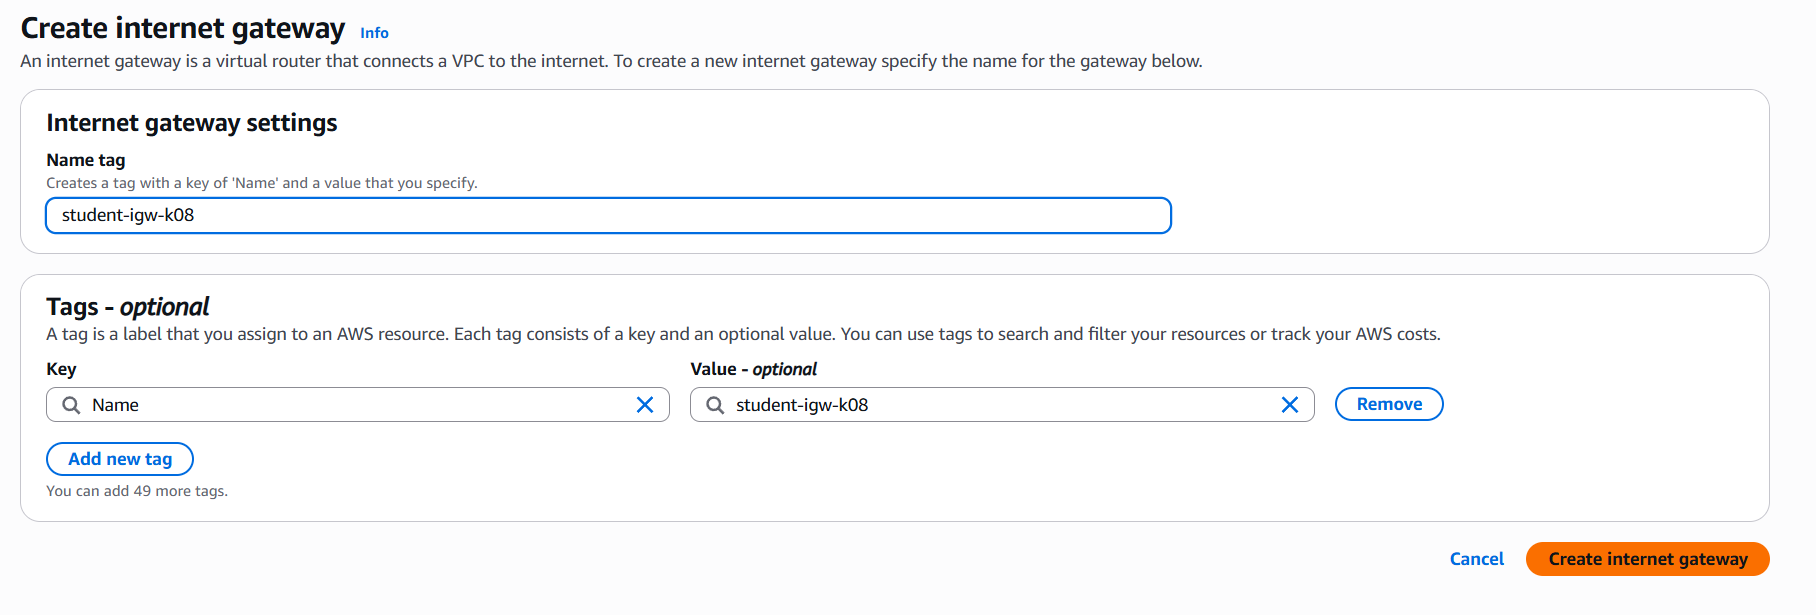 Create internet gateway Info
An internet gateway is a virtual router that connects a VPC to the internet. To create a new internet gateway specify the name for the gateway below.
Internet gateway settings
Name tag
Creates a tag with a key of 'Name' and a value that you specify.
student-igw-k08
Tags - optional
A tag is a label that you assign to an AWS resource. Each tag consists of a key and an optional value. You can use tags to search and filter your resources or track your AWS costs.
Key Value - optional
Name student-igw-k08 Remove
Add new tag
You can add 49 more tags.
Cancel Create internet gateway